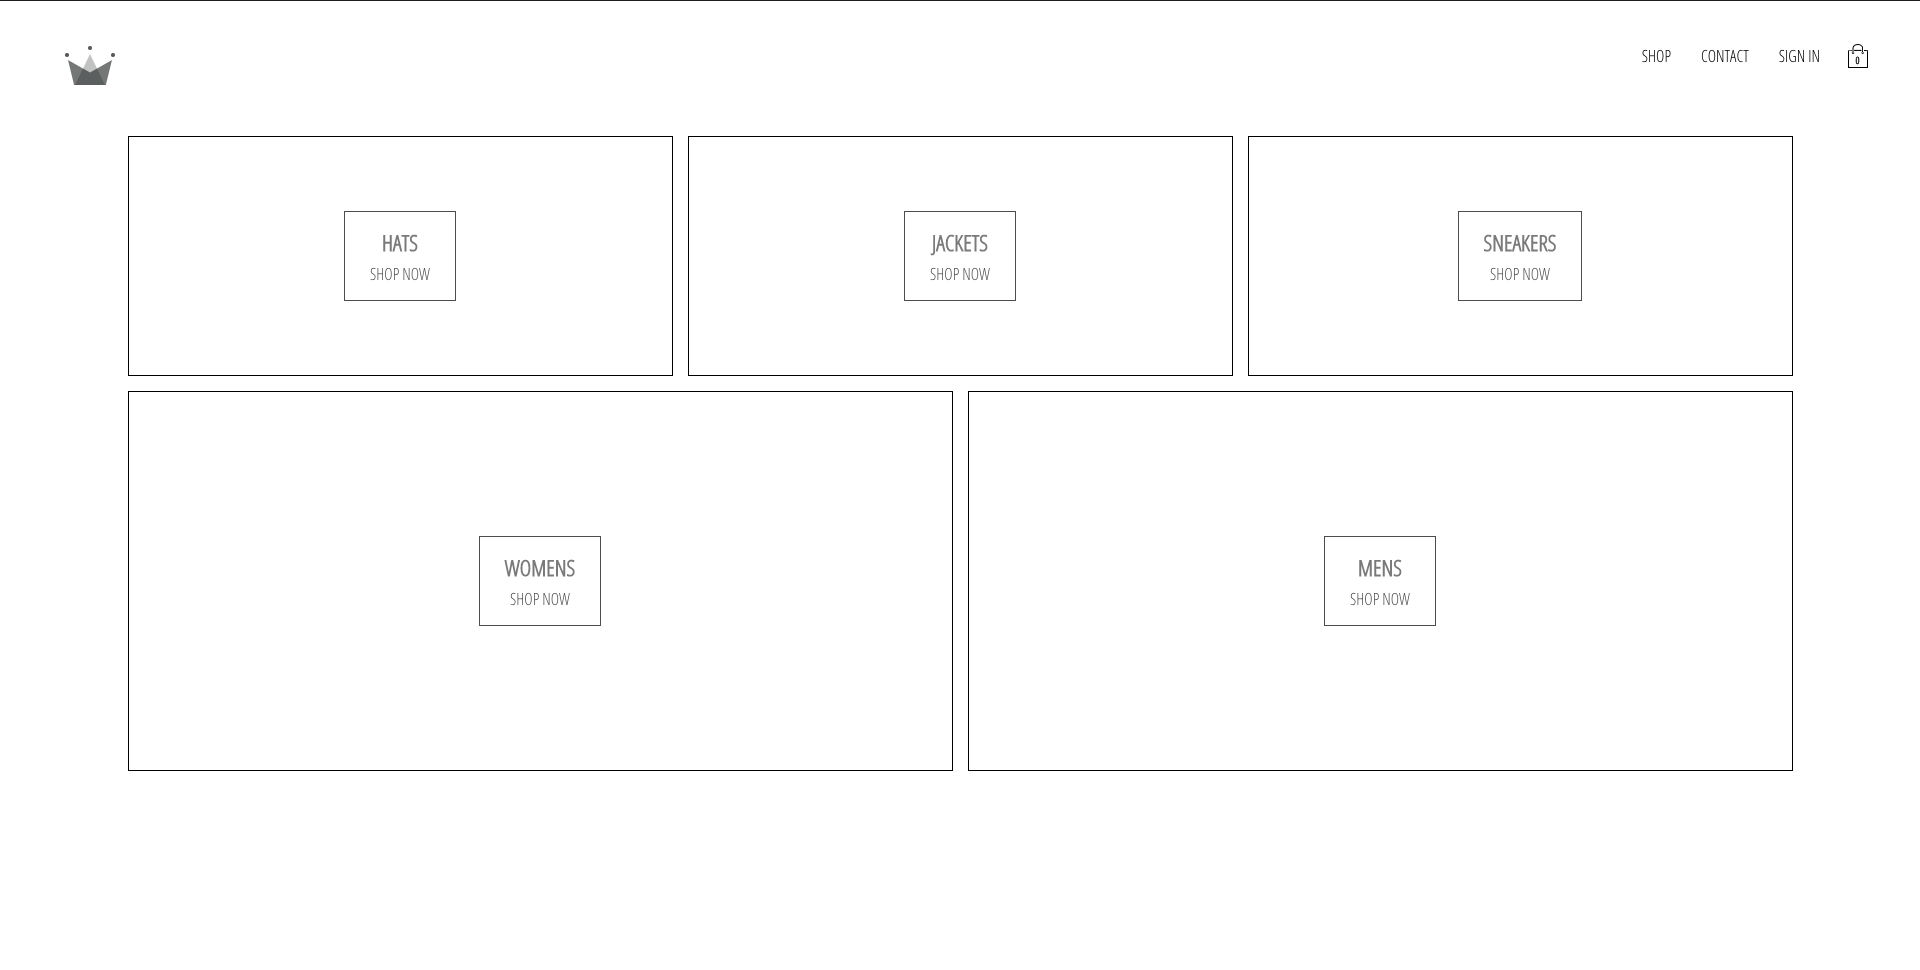 SHOP
CONTACT
SIGN IN
0
HATS
SHOP NOW
JACKETS
SHOP NOW
SNEAKERS
SHOP NOW
WOMENS
SHOP NOW
MENS
SHOP NOW